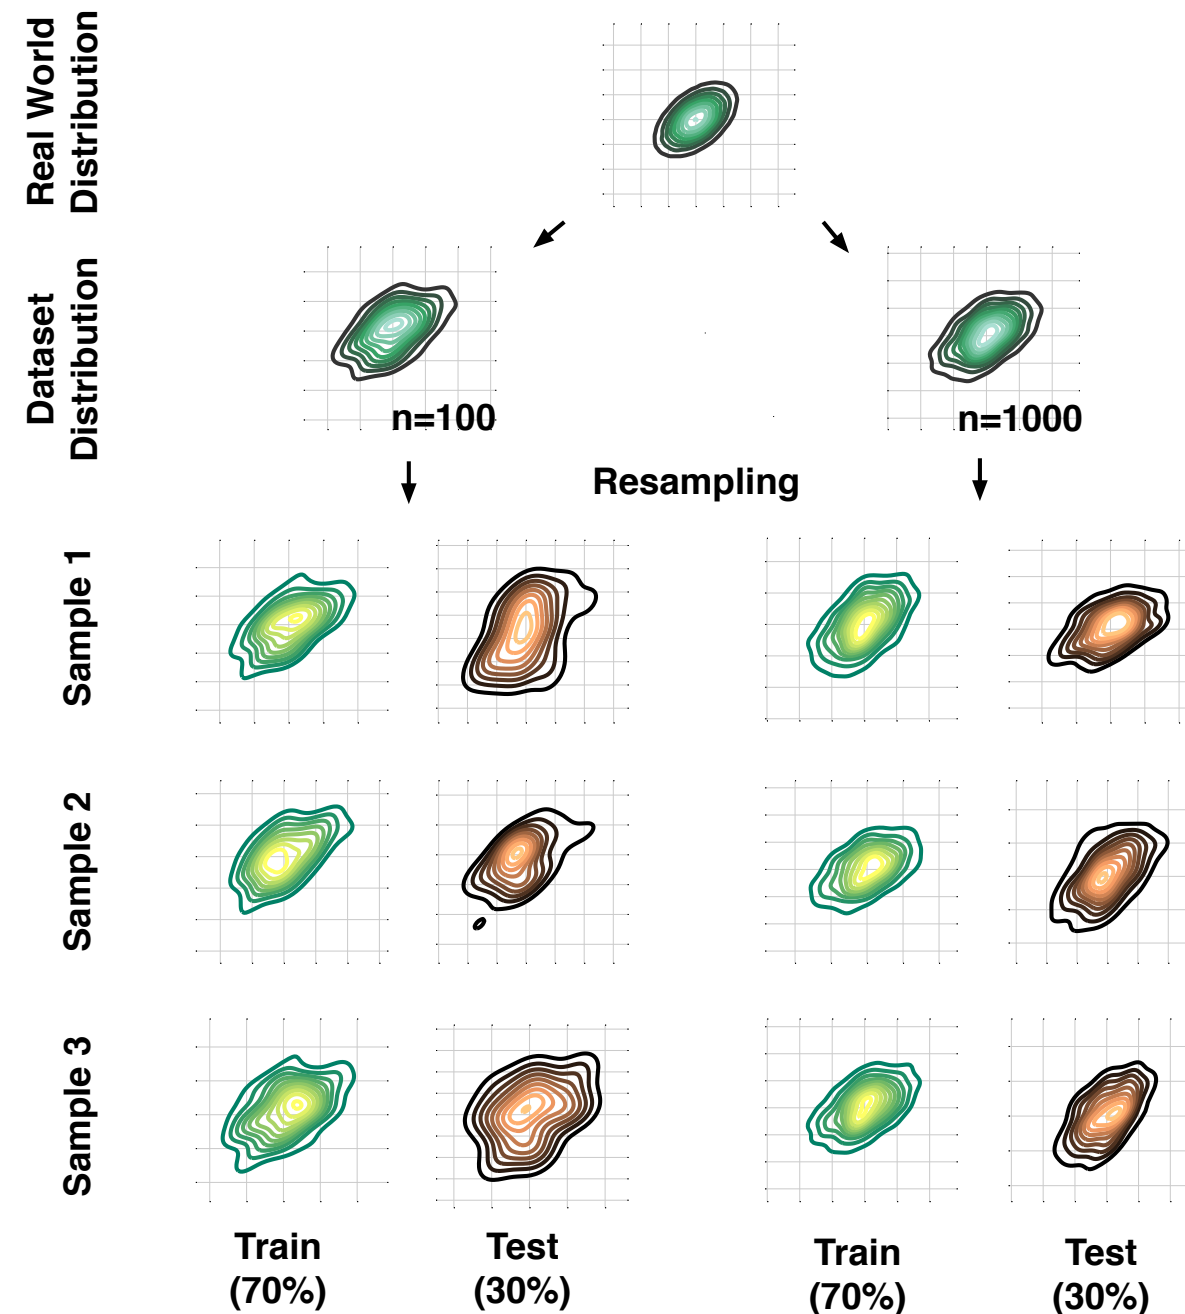 Real World
Distribution
Dataset
Distribution
n=100
n=1000
Resampling
Sample 1
Sample 2
Sample 3
Train
(70%)
Test
(30%)
Train
(70%)
Test
(30%)